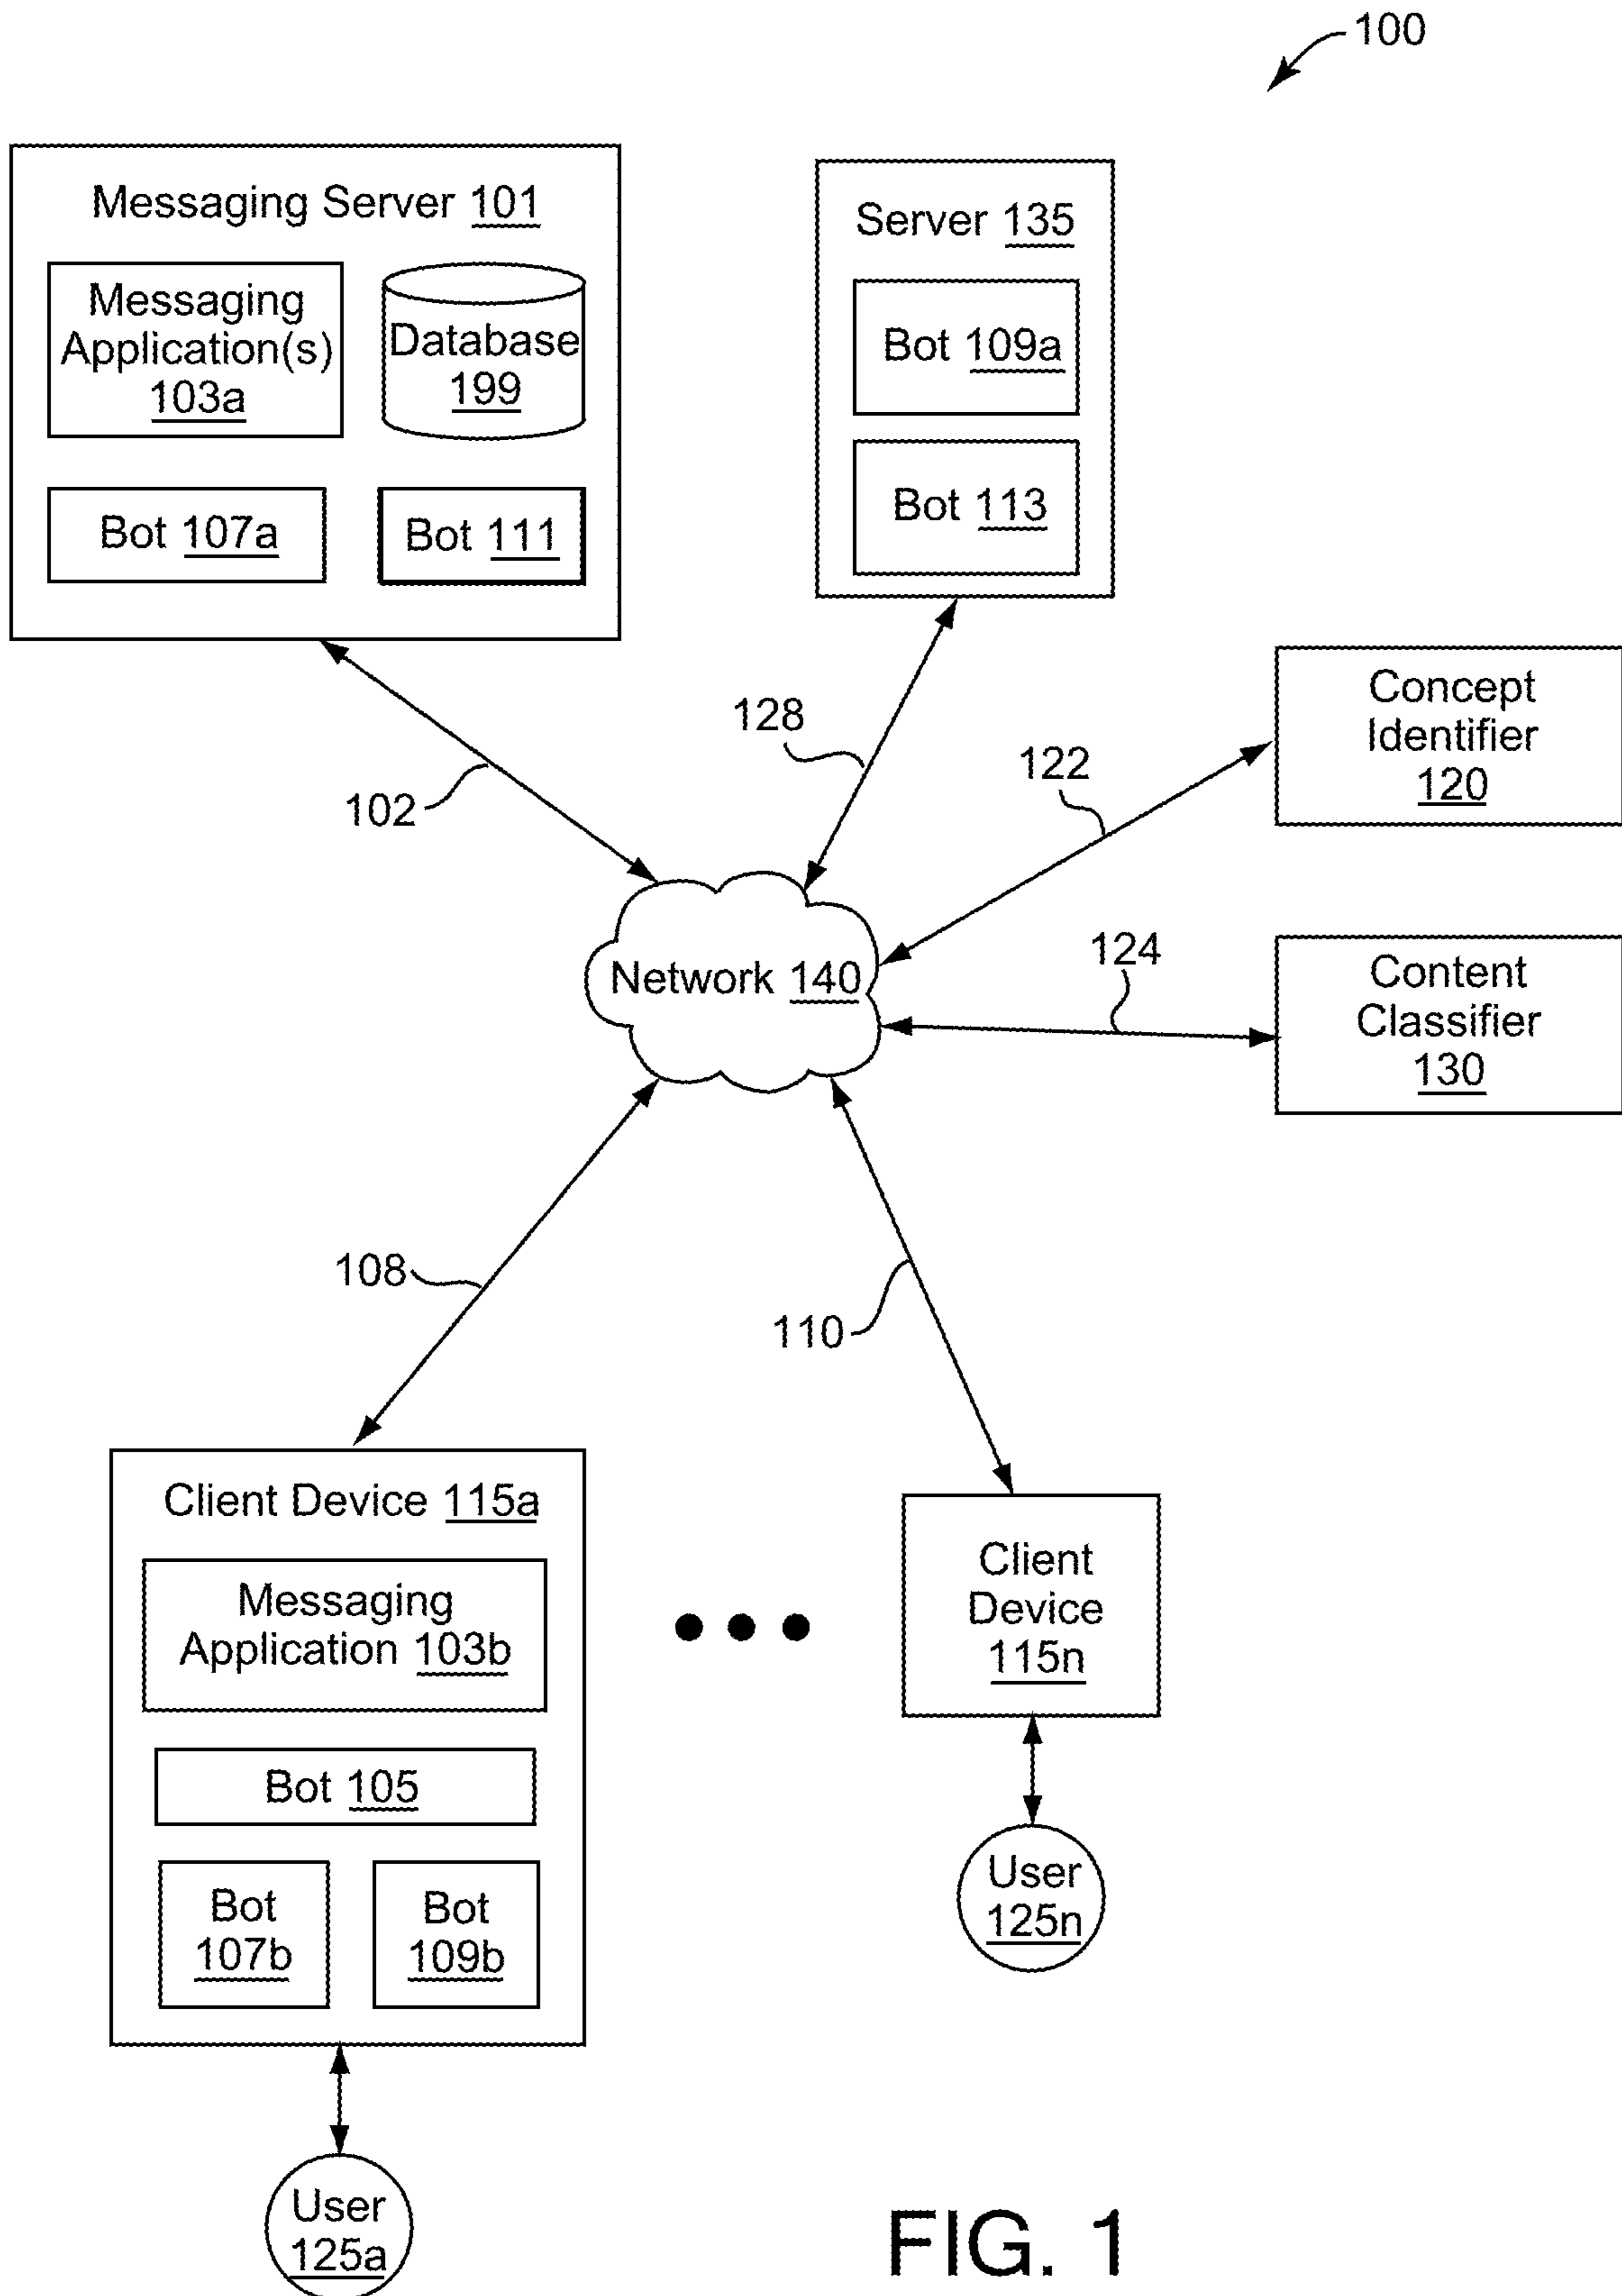 100
Messaging Server 101
Messaging
Application(s)
103a
Database
199
Bot 107a
Bot 111
Server 135
Bot 109a
Bot 113
102
128
122
Concept
Identifier
120
Network 140
124
Content
Classifier
130
108
110
Client Device 115a
Messaging
Application 103b
Bot 105
Bot
107b
Bot
109b
Client
Device
115n
User
125n
User
125a
FIG. 1